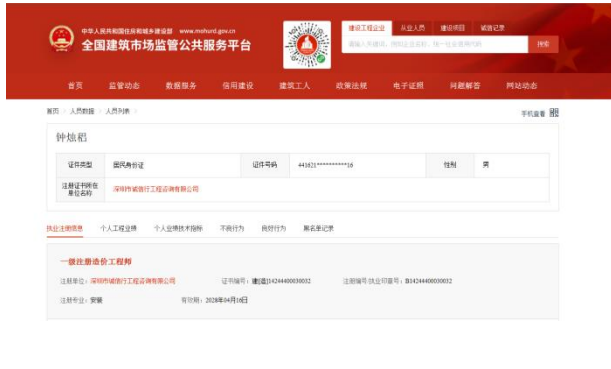 中华人民共和国住房和城乡建设部 www.mohurd.gov.cn
全国建筑市场监管公共服务平台
建设工程企业 从业人员 建设项目 诚信记录
搜索
首页 监管动态 数据服务 信用建设 建筑工人 政策法规 电子证照 问题解答 网站动态
首页 > 人员数据 > 人员列表 >
手机查看
钟烛稻
证件类型 居民身份证 证件号码 441621**********16 性别 男
注册证书所在单位名称 深圳市诚信行工程咨询有限公司
执业注册信息 个人工程业绩 个人业绩技术指标 不良行为 良好行为 黑名单记录
一级注册造价工程师
注册单位：深圳市诚信行工程咨询有限公司 证书编号：建[造]14244400030032 注册编号/执业印章号：B14244400030032
注册专业：安装 有效期：2028年04月16日